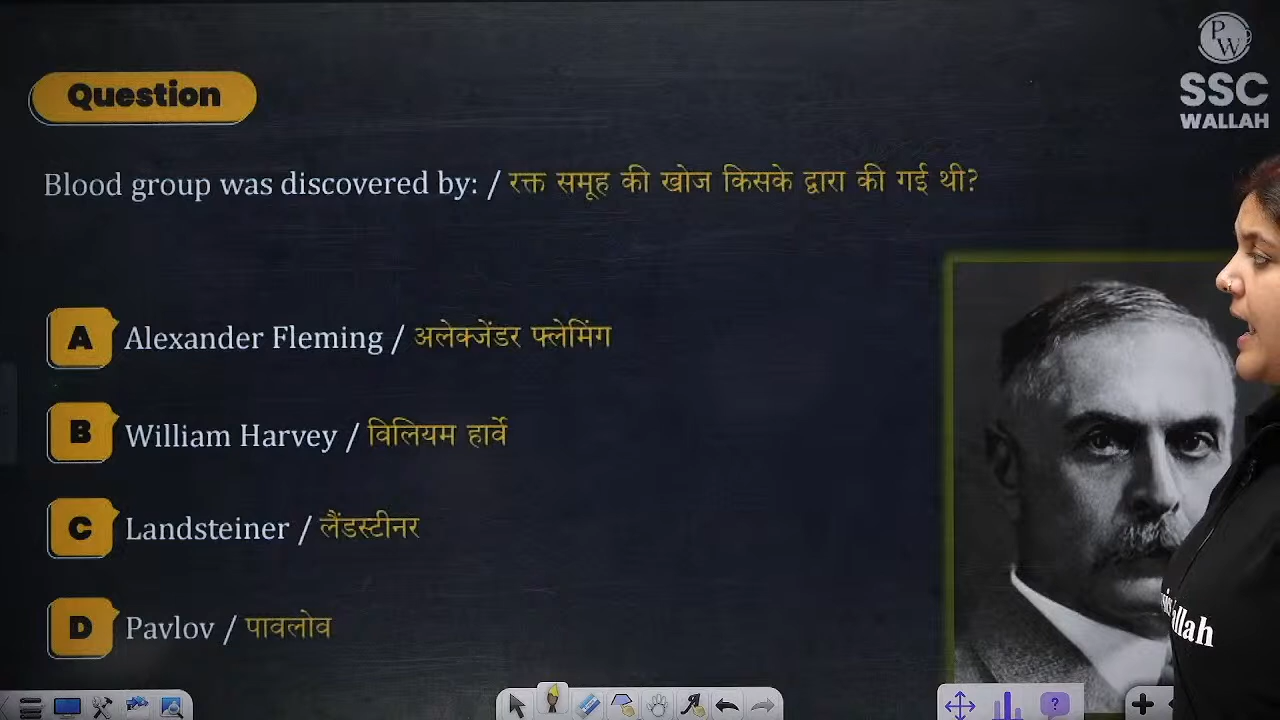 PW
SSC
WALLAH
Question
Blood group was discovered by: / रक्त समूह की खोज किसके द्वारा की गई थी?
A Alexander Fleming / अलेक्जेंडर फ्लेमिंग
B William Harvey / विलियम हार्वे
C Landsteiner / लैंडस्टीनर
D Pavlov / पावलोव
?